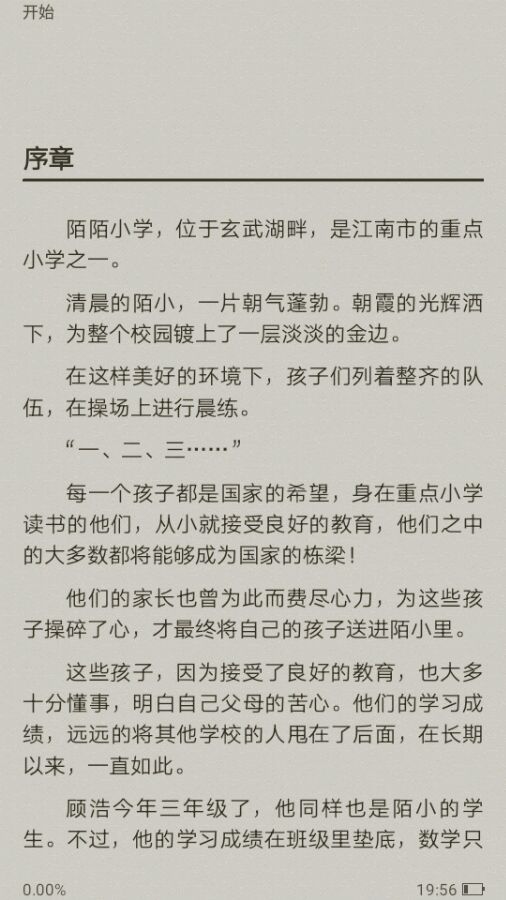 开始
序章
陌陌小学，位于玄武湖畔，是江南市的重点
小学之一。
清晨的陌小，一片朝气蓬勃。朝霞的光辉洒
下，为整个校园镀上了一层淡淡的金边。
在这样美好的环境下，孩子们列着整齐的队
伍，在操场上进行晨练。
“一、二、三……”
每一个孩子都是国家的希望，身在重点小学
读书的他们，从小就接受良好的教育，他们之中
的大多数都将能够成为国家的栋梁！
他们的家长也曾为此而费尽心力，为这些孩
子操碎了心，才最终将自己的孩子送进陌小里。
这些孩子，因为接受了良好的教育，也大多
十分懂事，明白自己父母的苦心。他们的学习成
绩，远远的将其他学校的人甩在了后面，在长期
以来，一直如此。
顾浩今年三年级了，他同样也是陌小的学
生。不过，他的学习成绩在班级里垫底，数学只
0.00%
19:56